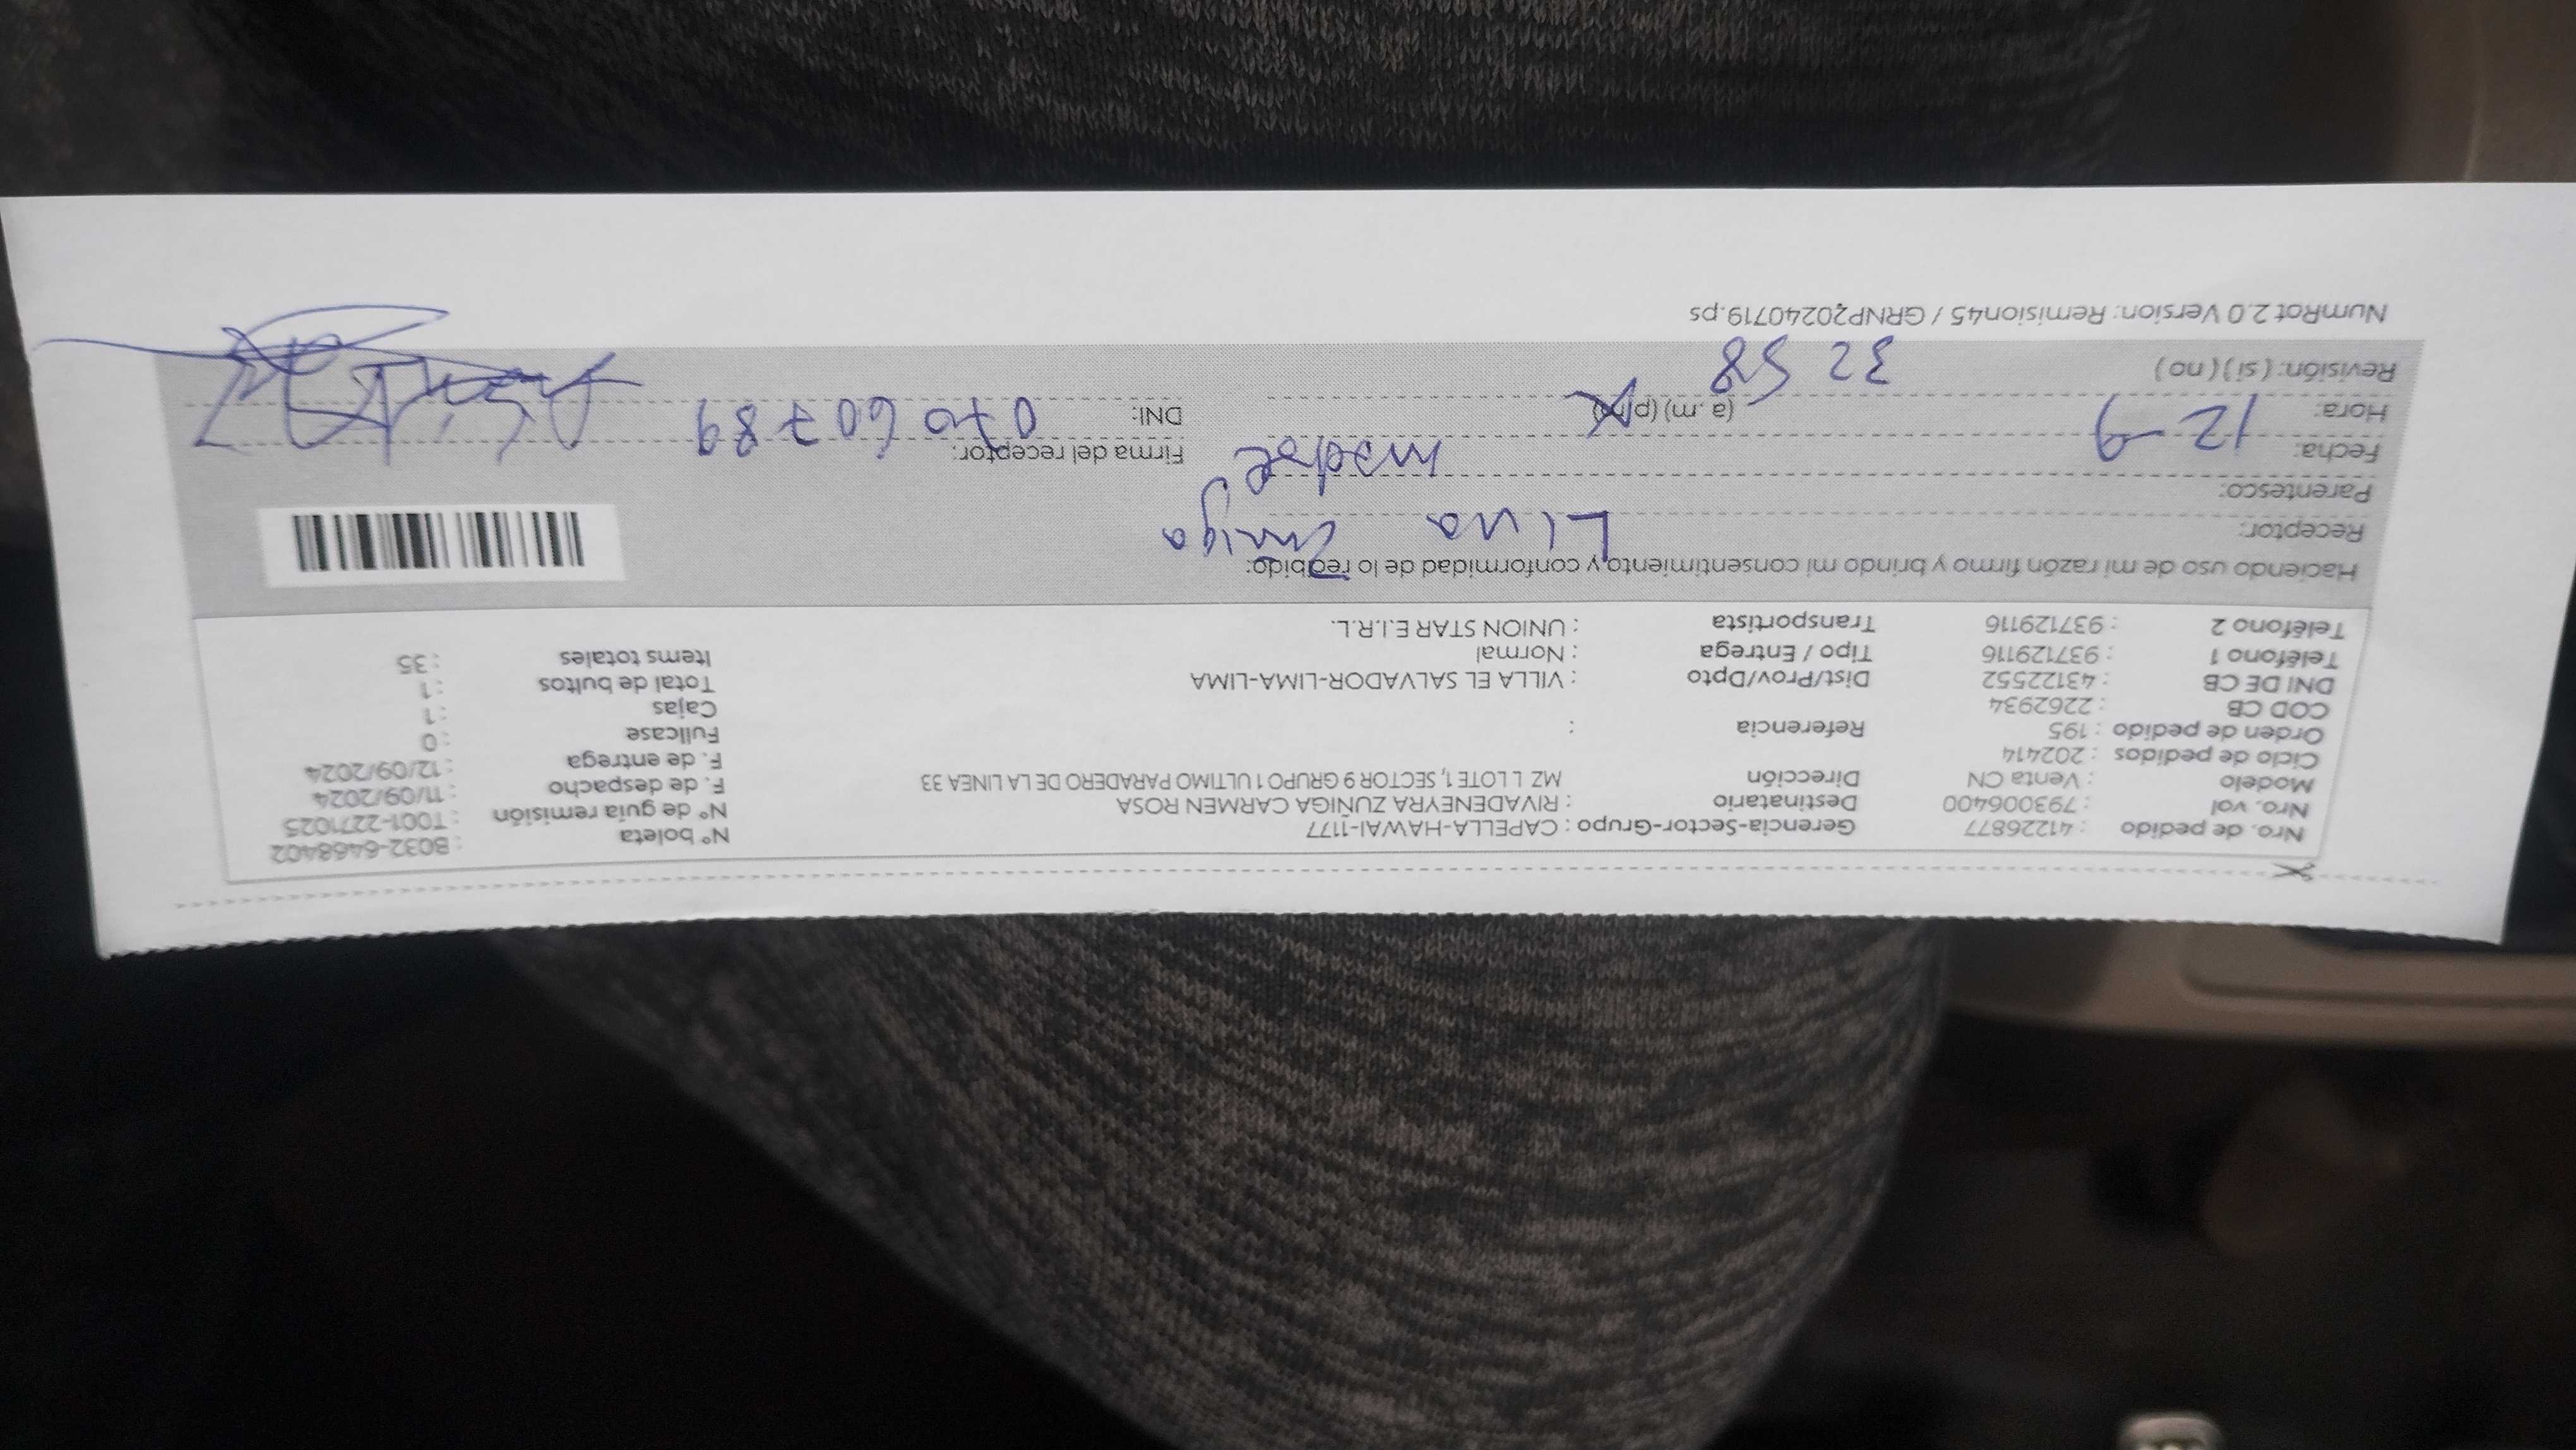 Nro. de pedido : 41226877 Gerencia-Sector-Grupo : CAPELLA-HAWAI-1177 N° boleta : B032-6468402
Nro. vol : 793006400 Destinatario : RIVADENEYRA ZUÑIGA CARMEN ROSA N° de guía remisión : T001-2271025
Modelo : Venta CN Dirección MZ L LOTE 1, SECTOR 9 GRUPO 1 ULTIMO PARADERO DE LA LINEA 33 F. de despacho : 11/09/2024
Ciclo de pedidos : 202414 F. de entrega : 12/09/2024
Orden de pedido : 195 Referencia : Fullcase : 0
COD CB : 2262934 Cajas : 1
DNI DE CB : 43122552 Dist/Prov/Dpto : VILLA EL SALVADOR-LIMA-LIMA Total de bultos : 1
Teléfono 1 : 937129116 Tipo / Entrega : Normal Items totales : 35
Teléfono 2 : 937129116 Transportista : UNION STAR E.I.R.L.
Haciendo uso de mi razón firmo y brindo mi consentimiento y conformidad de lo recibido:
Receptor: Lina Zuniga
Parentesco: madre
Fecha: 12-9 Firma del receptor:
Hora: (a.m) (p.m) DNI: 07060789
Revisión: ( si ) ( no ) 32 58
NumRot 2.0 Version: Remision45 / GRNP20240719.ps